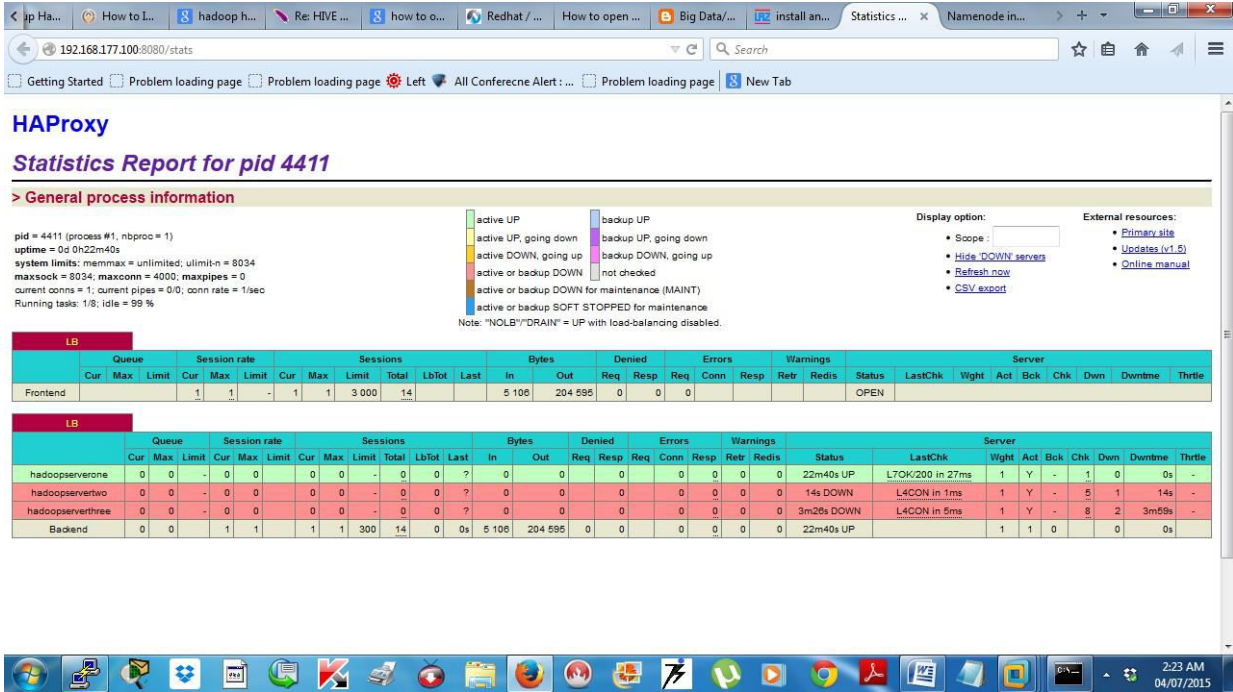 up Ha... How to I... hadoop h... Re: HIVE ... how to o... Redhat / ... How to open ... Big Data/... install an... Statistics ... × Namenode in...
192.168.177.100:8080/stats Search
Getting Started Problem loading page Problem loading page Left All Conferecne Alert : ... Problem loading page New Tab
HAProxy
Statistics Report for pid 4411
> General process information
pid = 4411 (process #1, nbproc = 1)
uptime = 0d 0h22m40s
system limits: memmax = unlimited; ulimit-n = 8034
maxsock = 8034; maxconn = 4000; maxpipes = 0
current conns = 1; current pipes = 0/0; conn rate = 1/sec
Running tasks: 1/8; idle = 99 %
active UP backup UP
active UP, going down backup UP, going down
active DOWN, going up backup DOWN, going up
active or backup DOWN not checked
active or backup DOWN for maintenance (MAINT)
active or backup SOFT STOPPED for maintenance
Note: "NOLB"/"DRAIN" = UP with load-balancing disabled.
Display option:
• Scope :
• Hide 'DOWN' servers
• Refresh now
• CSV export
External resources:
• Primary site
• Updates (v1.5)
• Online manual
LB
Queue Session rate Sessions Bytes Denied Errors Warnings Server
Cur Max Limit Cur Max Limit Cur Max Limit Total LbTot Last In Out Req Resp Req Conn Resp Retr Redis Status LastChk Wght Act Bck Chk Dwn Dwntme Thrtle
Frontend 1 1 - 1 1 3 000 14 5 106 204 595 0 0 0 OPEN
LB
Queue Session rate Sessions Bytes Denied Errors Warnings Server
Cur Max Limit Cur Max Limit Cur Max Limit Total LbTot Last In Out Req Resp Req Conn Resp Retr Redis Status LastChk Wght Act Bck Chk Dwn Dwntme Thrtle
hadoopserverone 0 0 - 0 0 0 0 - 0 0 ? 0 0 0 0 0 0 0 22m40s UP L7OK/200 in 27ms 1 Y - 1 0 0s -
hadoopservertwo 0 0 - 0 0 0 0 - 0 0 ? 0 0 0 0 0 0 0 14s DOWN L4CON in 1ms 1 Y - 5 1 14s -
hadoopserverthree 0 0 - 0 0 0 0 - 0 0 ? 0 0 0 0 0 0 0 3m26s DOWN L4CON in 5ms 1 Y - 8 2 3m59s -
Backend 0 0 1 1 1 1 300 14 0 0s 5 106 204 595 0 0 0 0 0 0 22m40s UP 1 1 0 0 0s
2:23 AM
04/07/2015